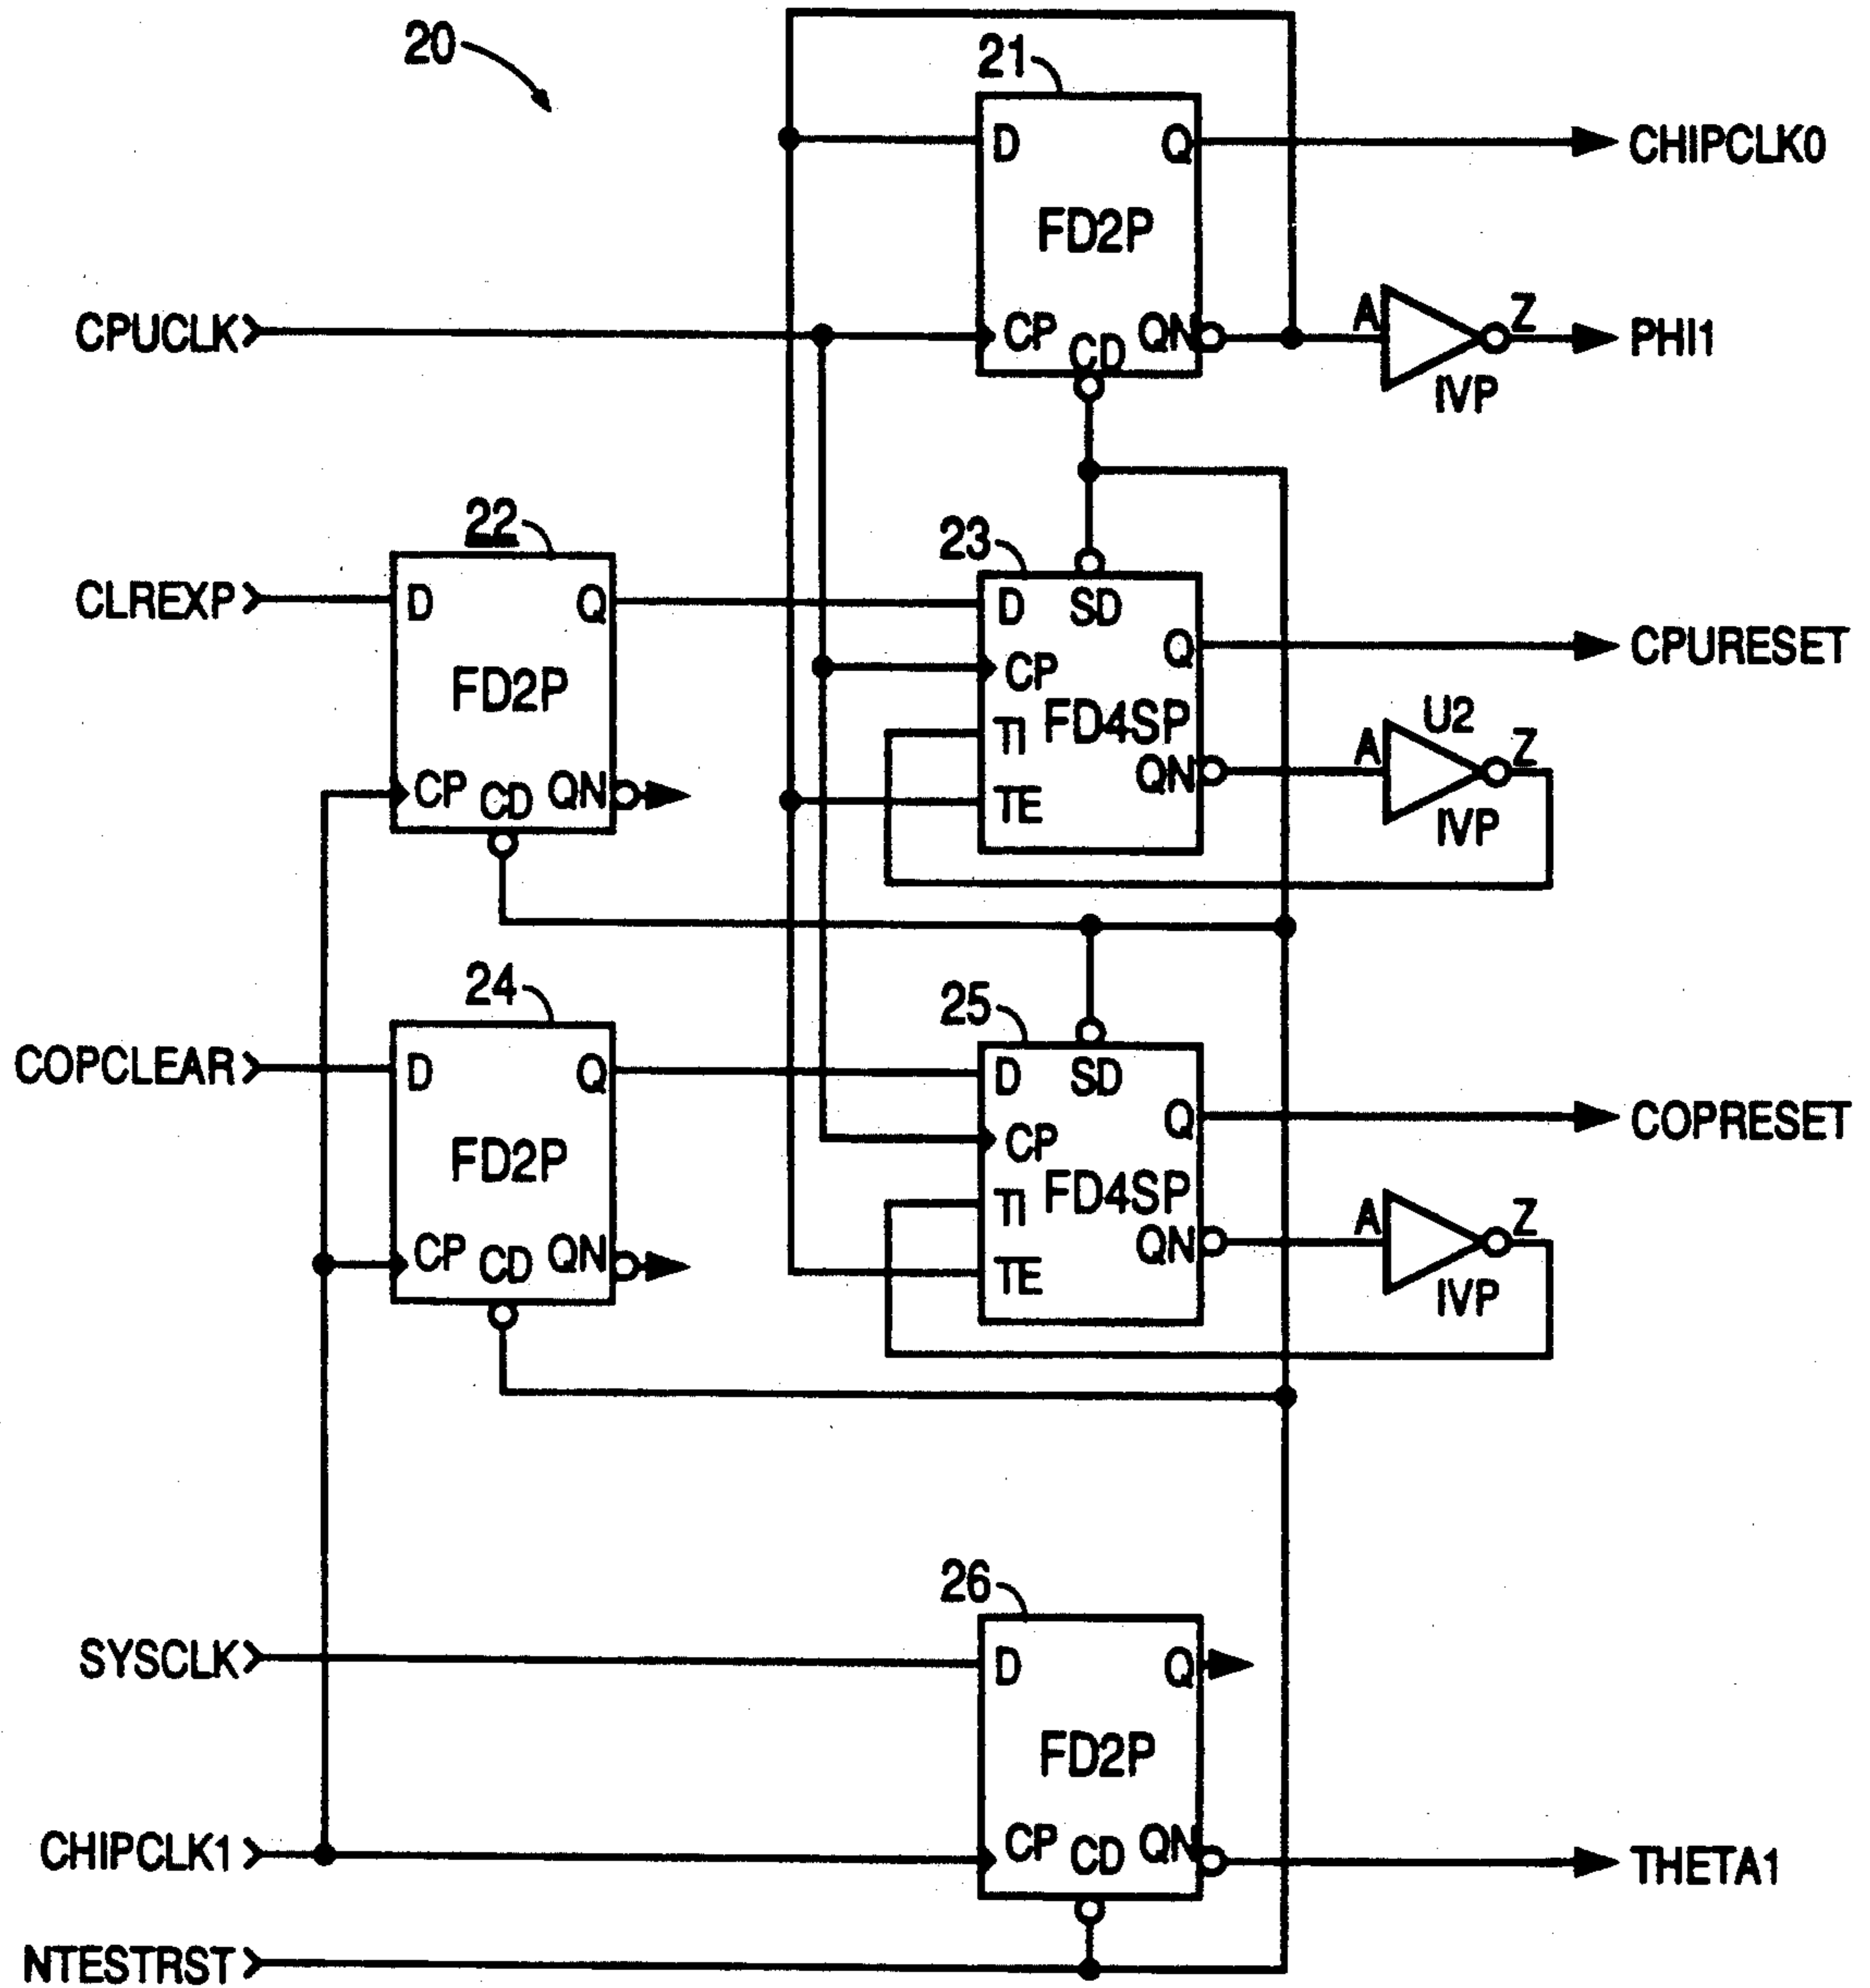 20
21
D Q CHIPCLK0
FD2P
CPUCLK CP CD QN A Z PHI1
IVP
22 23
CLREXP D Q D SD
Q CPURESET
CP
FD2P TI FD4SP U2
QN A Z
CP CD QN TE IVP
24 25
COPCLEAR D Q D SD
Q COPRESET
CP
FD2P TI FD4SP
QN A Z
CP CD QN TE IVP
26
SYSCLK D Q
FD2P
CHIPCLK1 CP CD QN THETA1
NTESTRST